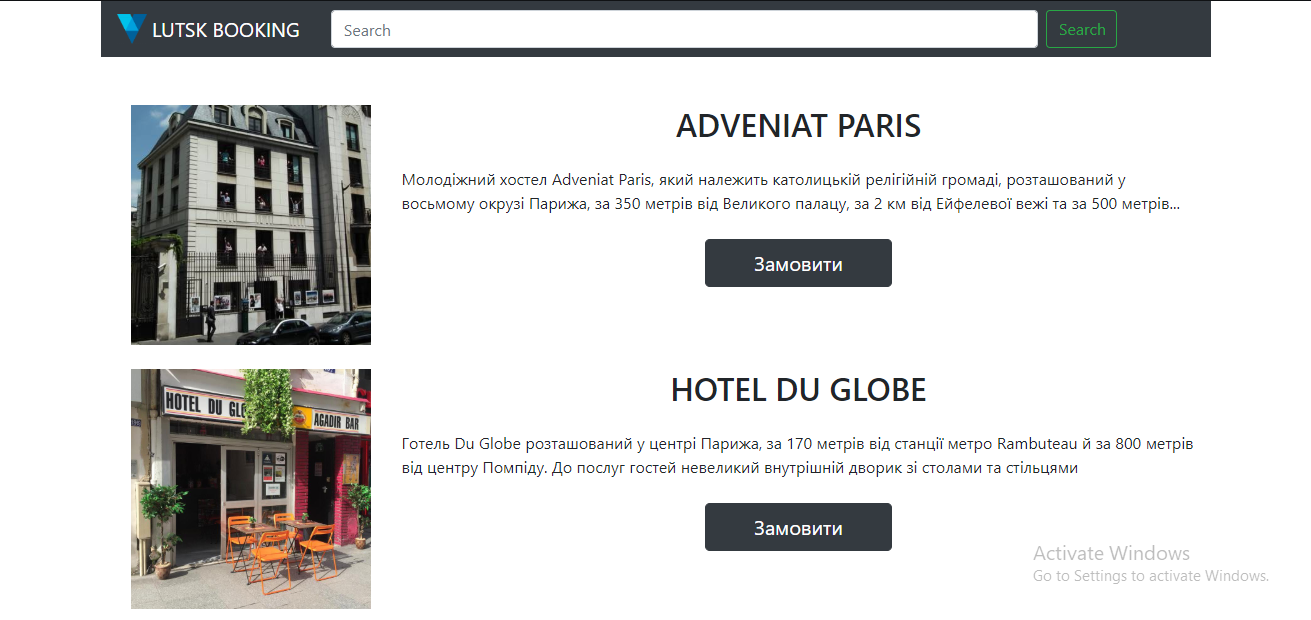 LUTSK BOOKING
Search
Search
ADVENIAT PARIS
Молодіжний хостел Adveniat Paris, який належить католицькій релігійній громаді, розташований у
восьмому окрузі Парижа, за 350 метрів від Великого палацу, за 2 км від Ейфелевої вежі та за 500 метрів...
Замовити
HOTEL DU GL
AGADIR BAR
HOTEL DU GLOBE
Готель Du Globe розташований у центрі Парижа, за 170 метрів від станції метро Rambuteau й за 800 метрів
від центру Помпіду. До послуг гостей невеликий внутрішній дворик зі столами та стільцями
Замовити
Activate Windows
Go to Settings to activate Windows.